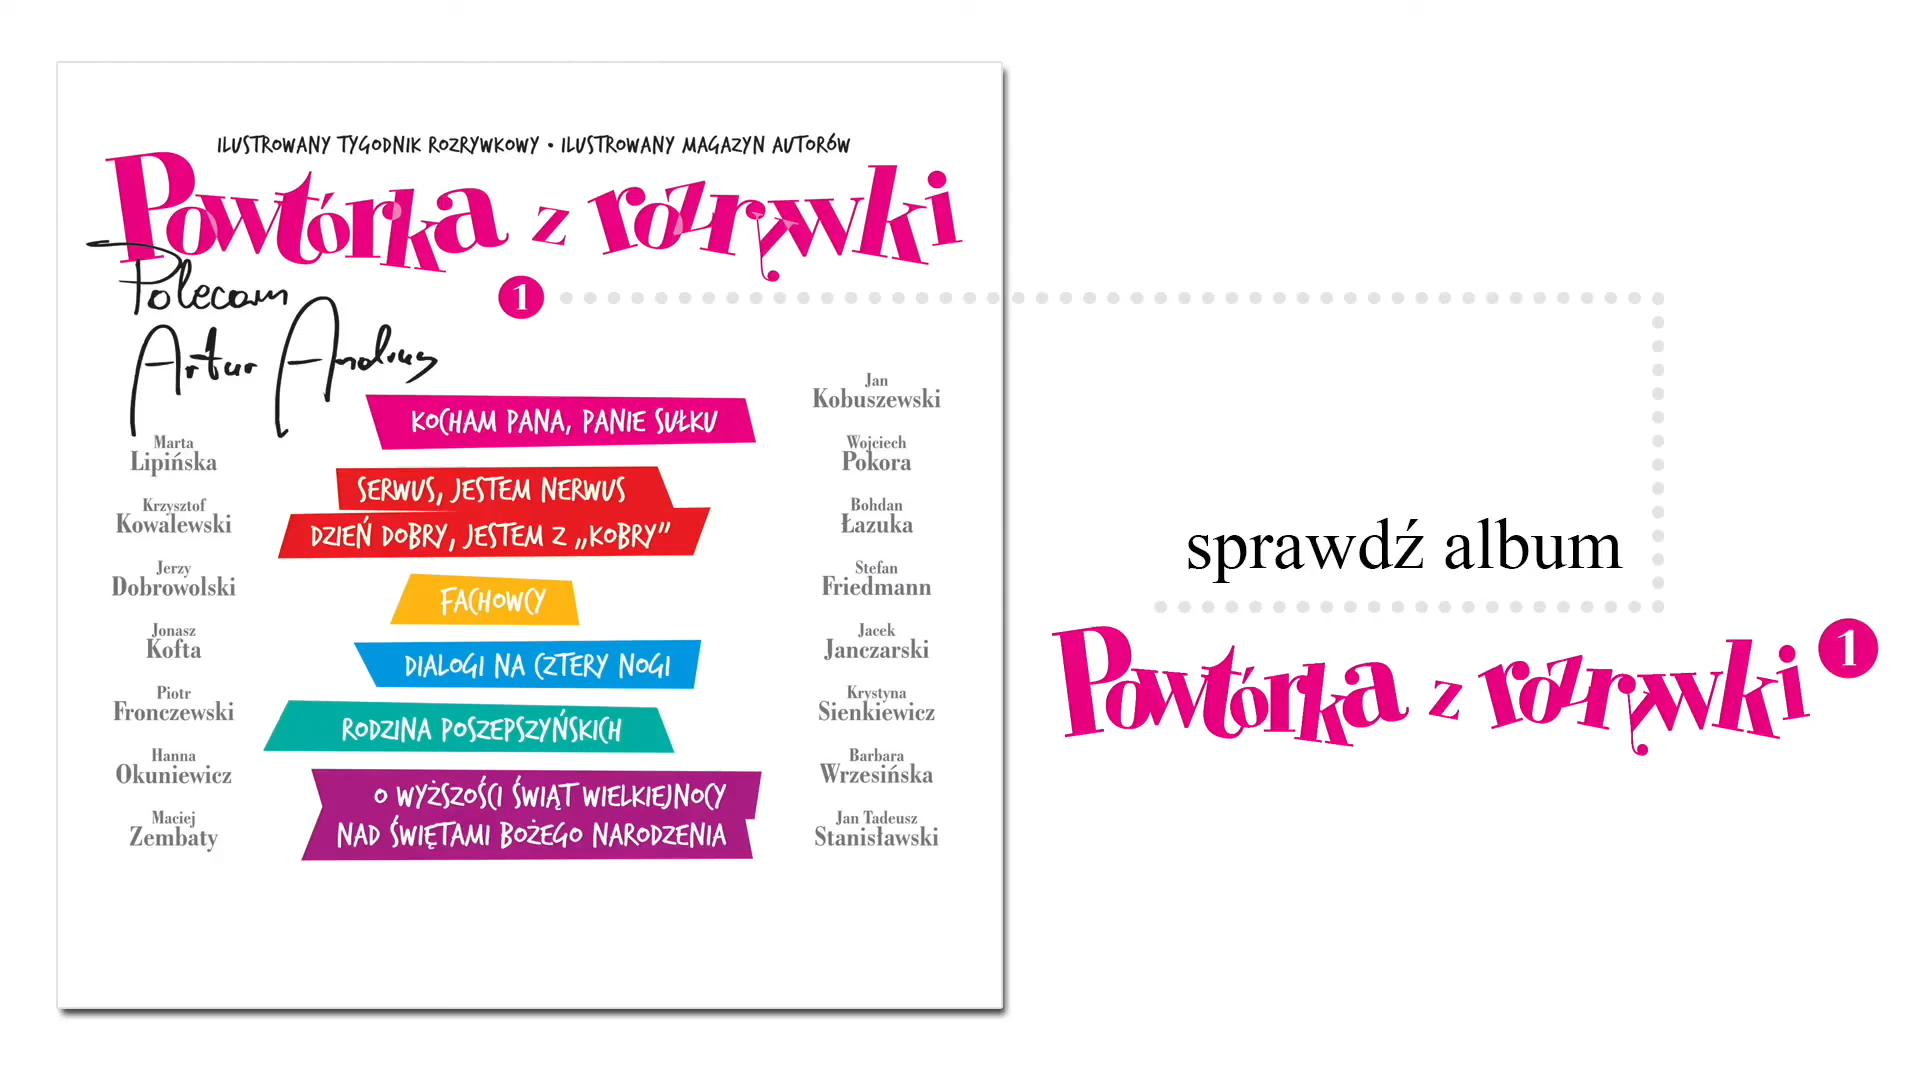 ILUSTROWANY TYGODNIK ROZRYWKOWY • ILUSTROWANY MAGAZYN AUTORÓW
Powtórka z rozrywki
1
Polecam
Artur Andrus
Marta
Lipińska
Krzysztof
Kowalewski
Jerzy
Dobrowolski
Jonasz
Kofta
Piotr
Fronczewski
Hanna
Okuniewicz
Maciej
Zembaty
KOCHAM PANA, PANIE SUŁKU
SERWUS, JESTEM NERWUS
DZIEŃ DOBRY, JESTEM Z „KOBRY”
FACHOWCY
DIALOGI NA CZTERY NOGI
RODZINA POSZEPSZYŃSKICH
O WYŻSZOŚCI ŚWIĄT WIELKIEJNOCY
NAD ŚWIĘTAMI BOŻEGO NARODZENIA
Jan
Kobuszewski
Wojciech
Pokora
Bohdan
Łazuka
Stefan
Friedmann
Jacek
Janczarski
Krystyna
Sienkiewicz
Barbara
Wrzesińska
Jan Tadeusz
Stanisławski
sprawdź album
Powtórka z rozrywki 1